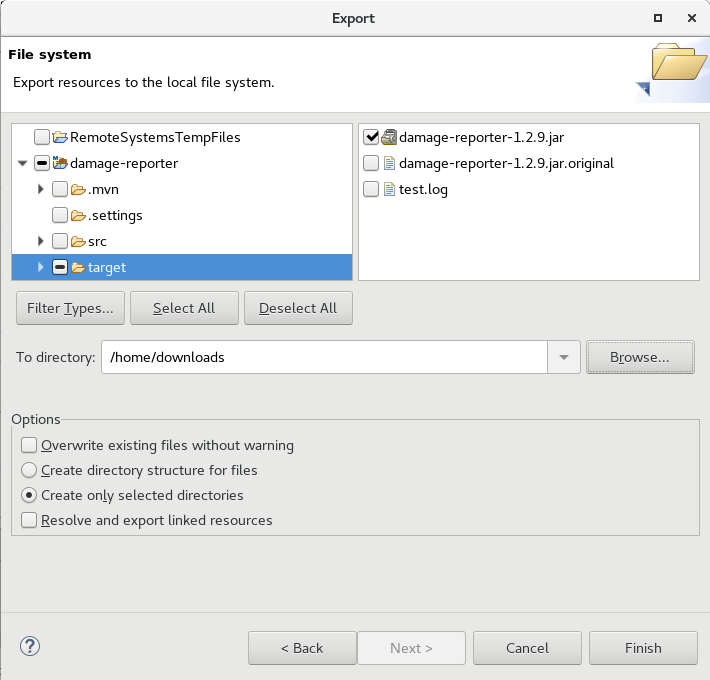 Export
File system
Export resources to the local file system.
RemoteSystemsTempFiles
damage-reporter
.mvn
.settings
src
target
damage-reporter-1.2.9.jar
damage-reporter-1.2.9.jar.original
test.log
Filter Types...
Select All
Deselect All
To directory:
/home/downloads
Browse...
Options
Overwrite existing files without warning
Create directory structure for files
Create only selected directories
Resolve and export linked resources
?
< Back
Next >
Cancel
Finish